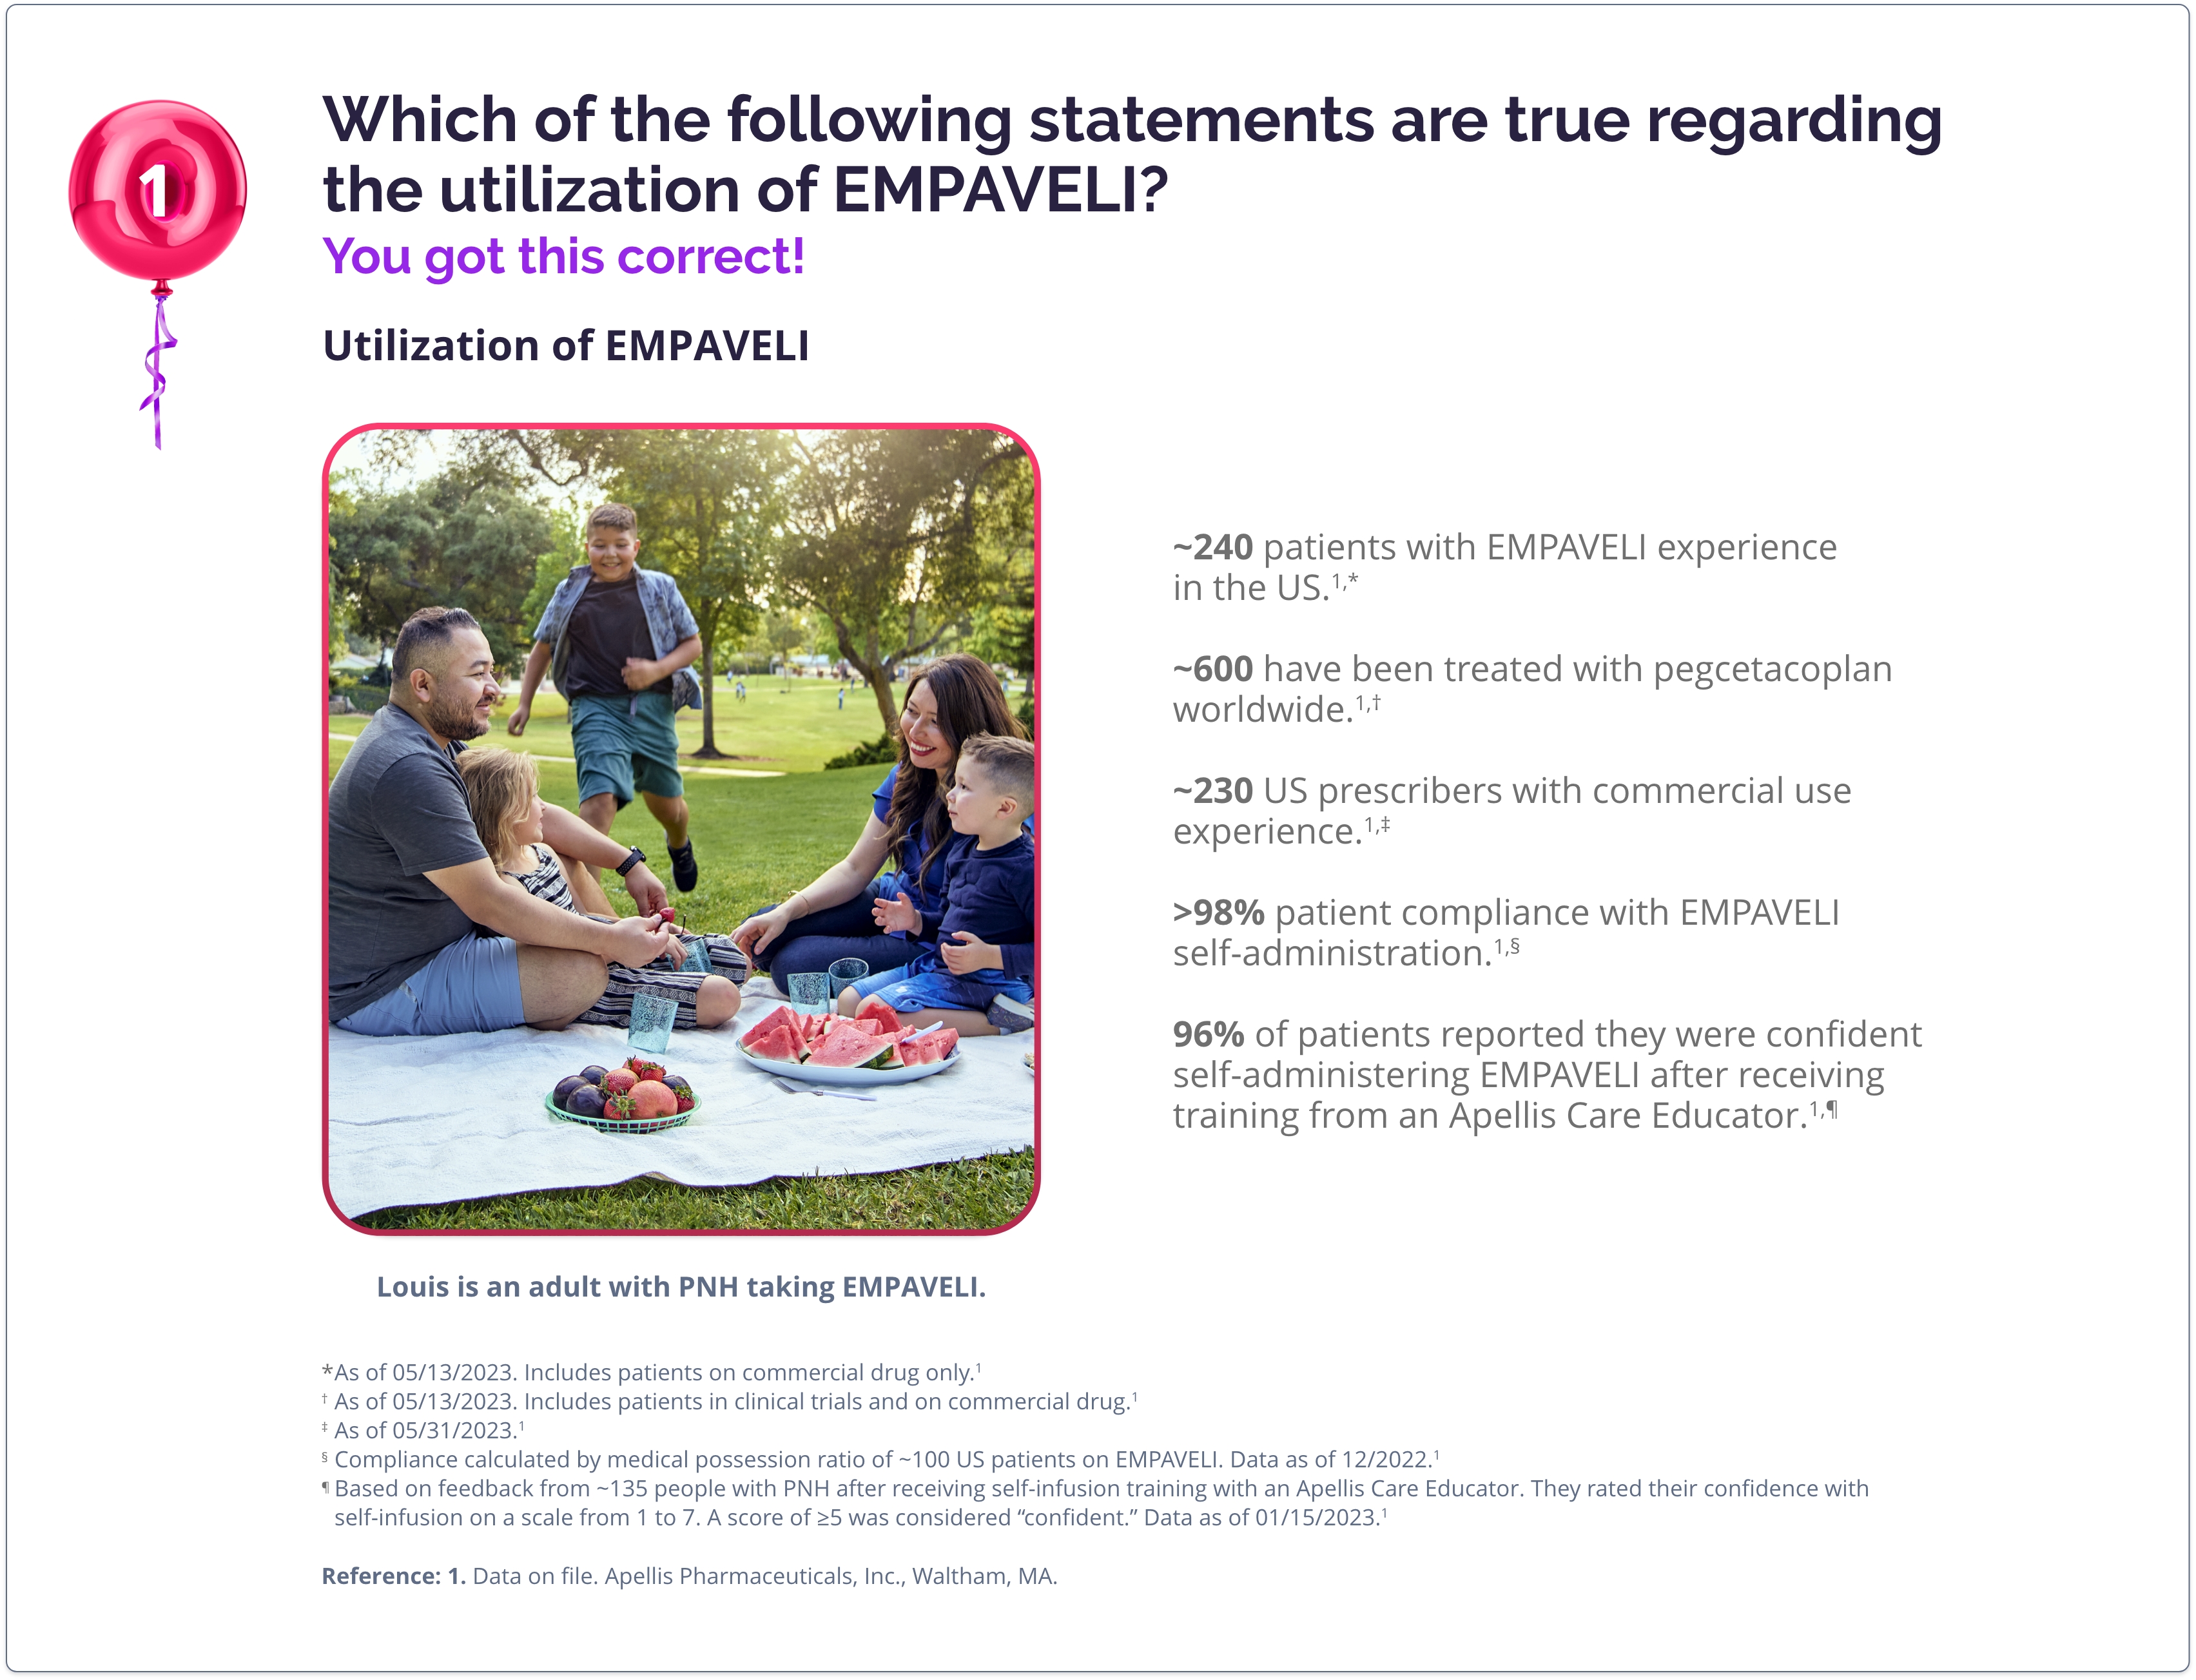 1
Which of the following statements are true regarding
the utilization of EMPAVELI?
You got this correct!
Utilization of EMPAVELI
~240 patients with EMPAVELI experience
in the US.1,*
~600 have been treated with pegcetacoplan
worldwide.1,†
~230 US prescribers with commercial use
experience.1,‡
>98% patient compliance with EMPAVELI
self-administration.1,§
96% of patients reported they were confident
self-administering EMPAVELI after receiving
training from an Apellis Care Educator.1,¶
Louis is an adult with PNH taking EMPAVELI.
*As of 05/13/2023. Includes patients on commercial drug only.1
† As of 05/13/2023. Includes patients in clinical trials and on commercial drug.1
‡ As of 05/31/2023.1
§ Compliance calculated by medical possession ratio of ~100 US patients on EMPAVELI. Data as of 12/2022.1
¶ Based on feedback from ~135 people with PNH after receiving self-infusion training with an Apellis Care Educator. They rated their confidence with
self-infusion on a scale from 1 to 7. A score of ≥5 was considered “confident.” Data as of 01/15/2023.1
Reference: 1. Data on file. Apellis Pharmaceuticals, Inc., Waltham, MA.